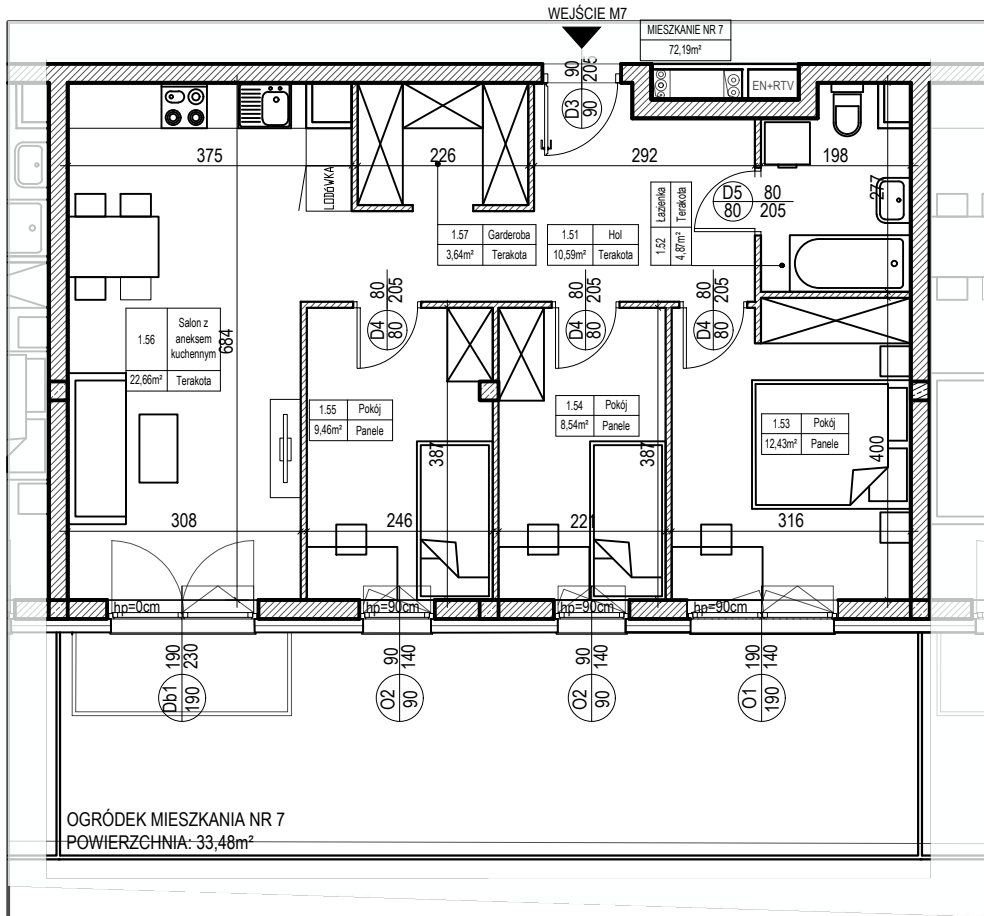 WEJŚCIE M7
MIESZKANIE NR 7
72,19m²
90
205
D3
90
EN+RTV
375
226
292
198
277
LODÓWKA
D5
80
80
205
1.57 Garderoba
3,64m² Terakota
1.51 Hol
10,59m² Terakota
1.52 Łazienka
4,87m² Terakota
80
205
D4
80
80
205
D4
80
80
205
D4
80
1.56 Salon z aneksem kuchennym
22,66m² Terakota
684
1.55 Pokój
9,46m² Panele
387
1.54 Pokój
8,54m² Panele
387
1.53 Pokój
12,43m² Panele
400
308
246
221
316
hp=0cm
hp=90cm
hp=90cm
hp=90cm
190
230
Db1
190
90
140
O2
90
90
140
O2
90
190
140
O1
190
OGRÓDEK MIESZKANIA NR 7
POWIERZCHNIA: 33,48m²